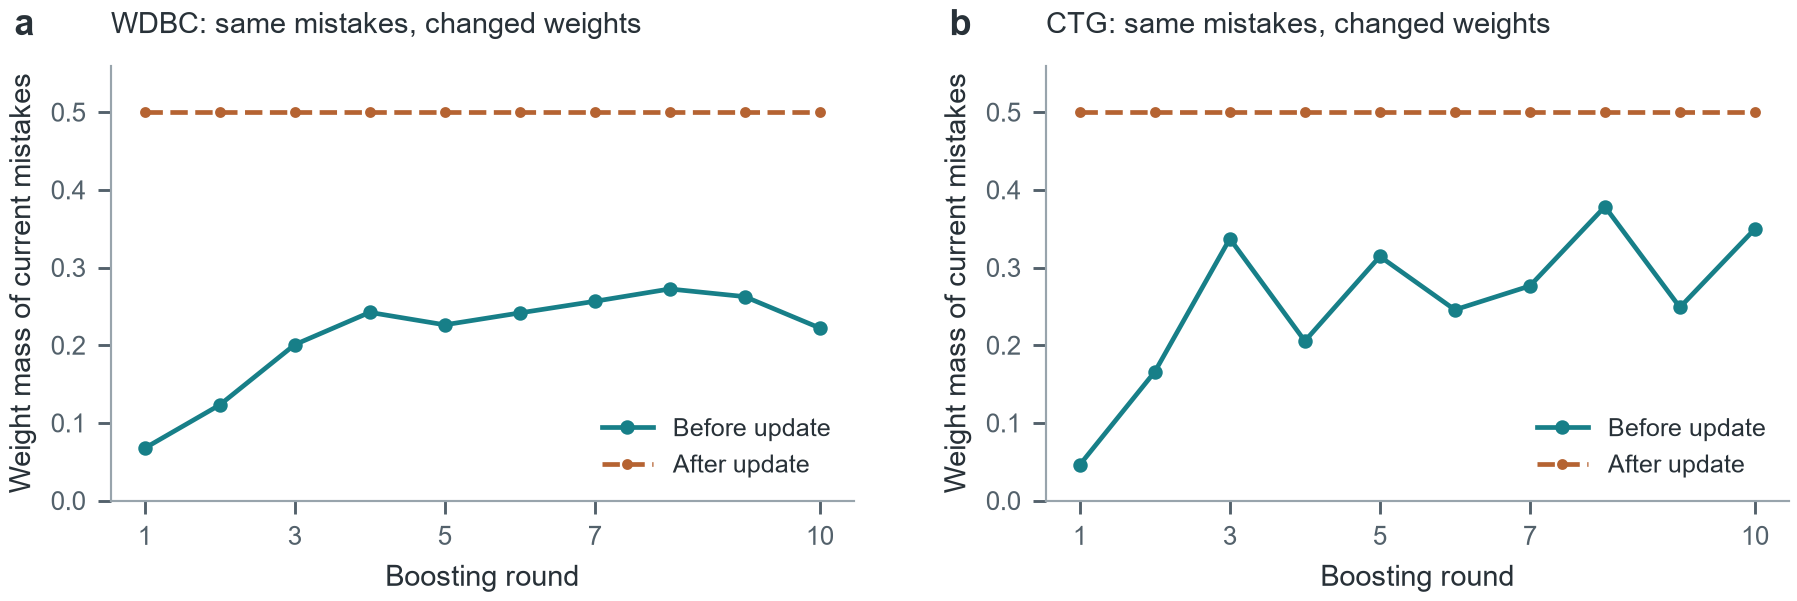 a WDBC: same mistakes, changed weights
Weight mass of current mistakes
0.5
0.4
0.3
0.2
0.1
0.0
Before update
After update
1 3 5 7 10
Boosting round
b CTG: same mistakes, changed weights
Weight mass of current mistakes
0.5
0.4
0.3
0.2
0.1
0.0
Before update
After update
1 3 5 7 10
Boosting round